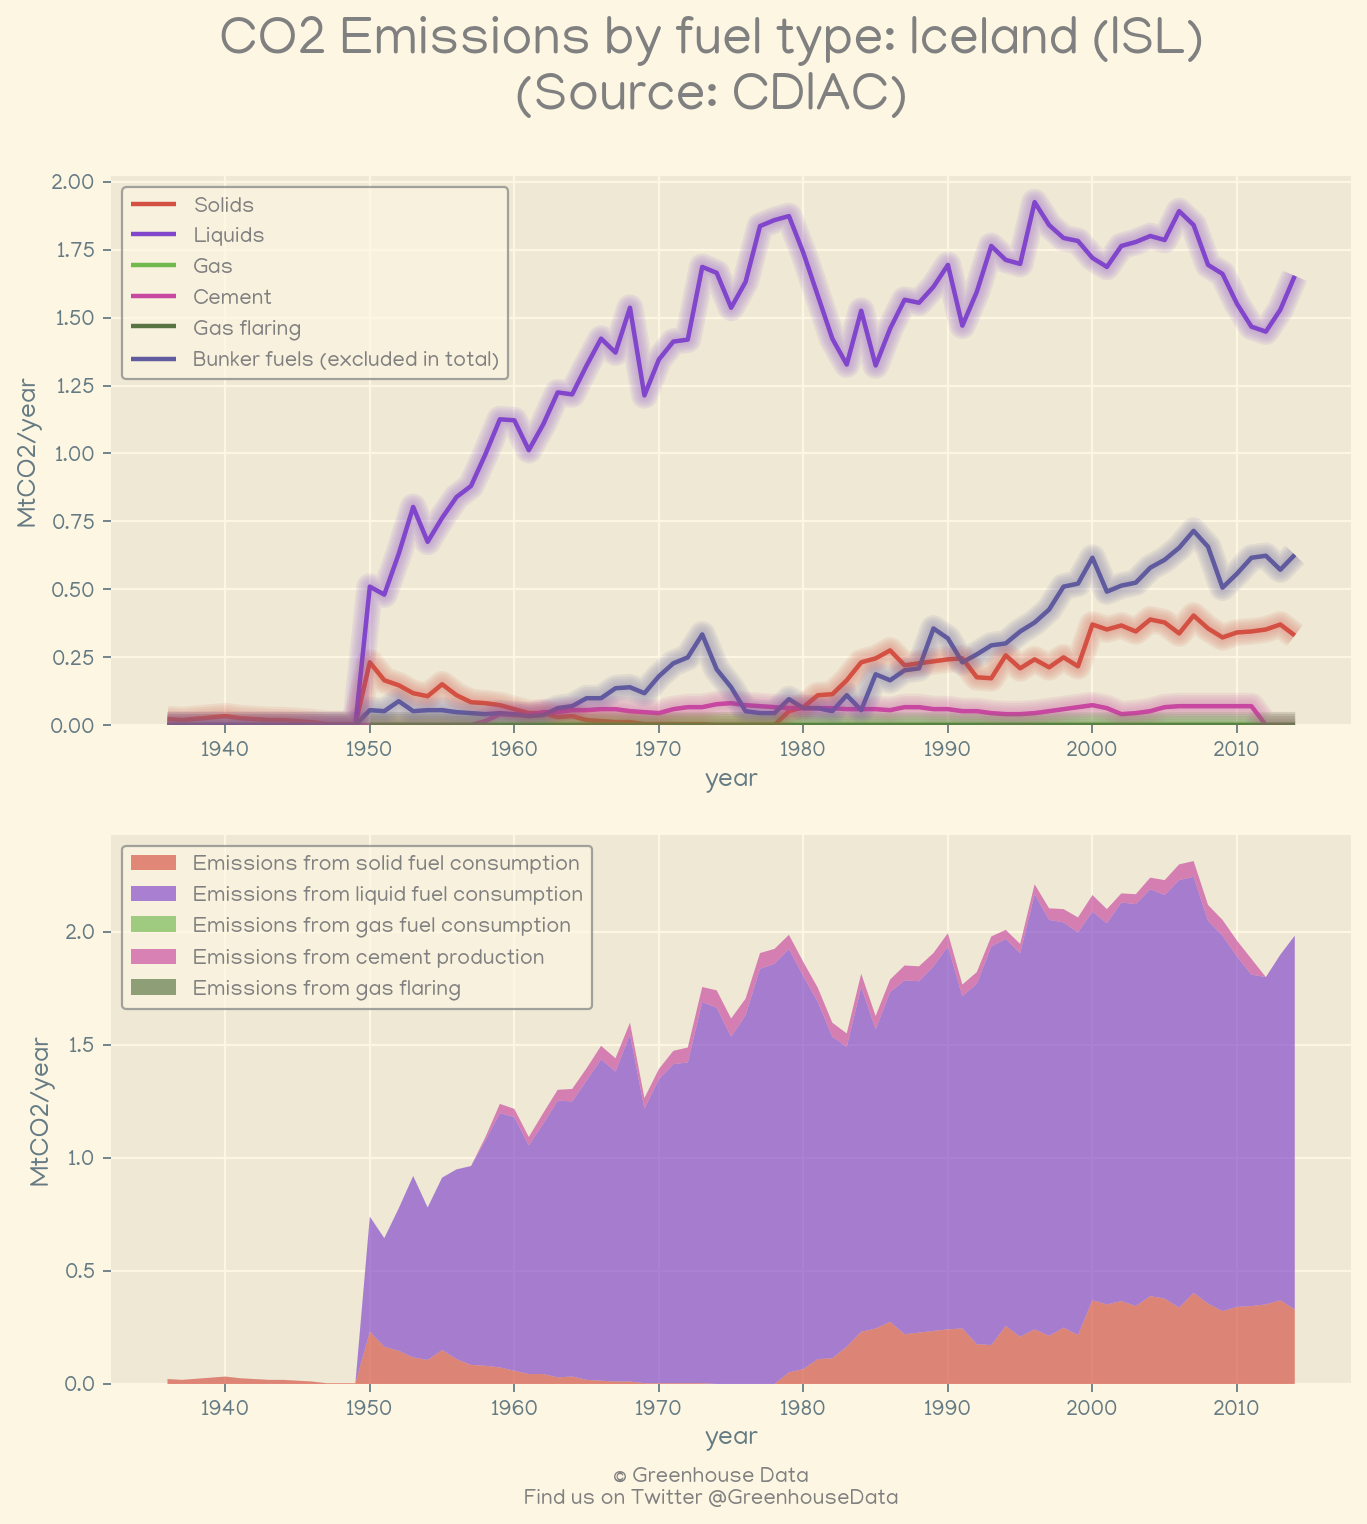 CO2 Emissions by fuel type: Iceland (ISL)
(Source: CDIAC)
2.00
1.75
1.50
1.25
1.00
0.75
0.50
0.25
0.00
MtCO2/year
Solids
Liquids
Gas
Cement
Gas flaring
Bunker fuels (excluded in total)
1940 1950 1960 1970 1980 1990 2000 2010
year
2.0
1.5
1.0
0.5
0.0
MtCO2/year
Emissions from solid fuel consumption
Emissions from liquid fuel consumption
Emissions from gas fuel consumption
Emissions from cement production
Emissions from gas flaring
1940 1950 1960 1970 1980 1990 2000 2010
year
© Greenhouse Data
Find us on Twitter @GreenhouseData